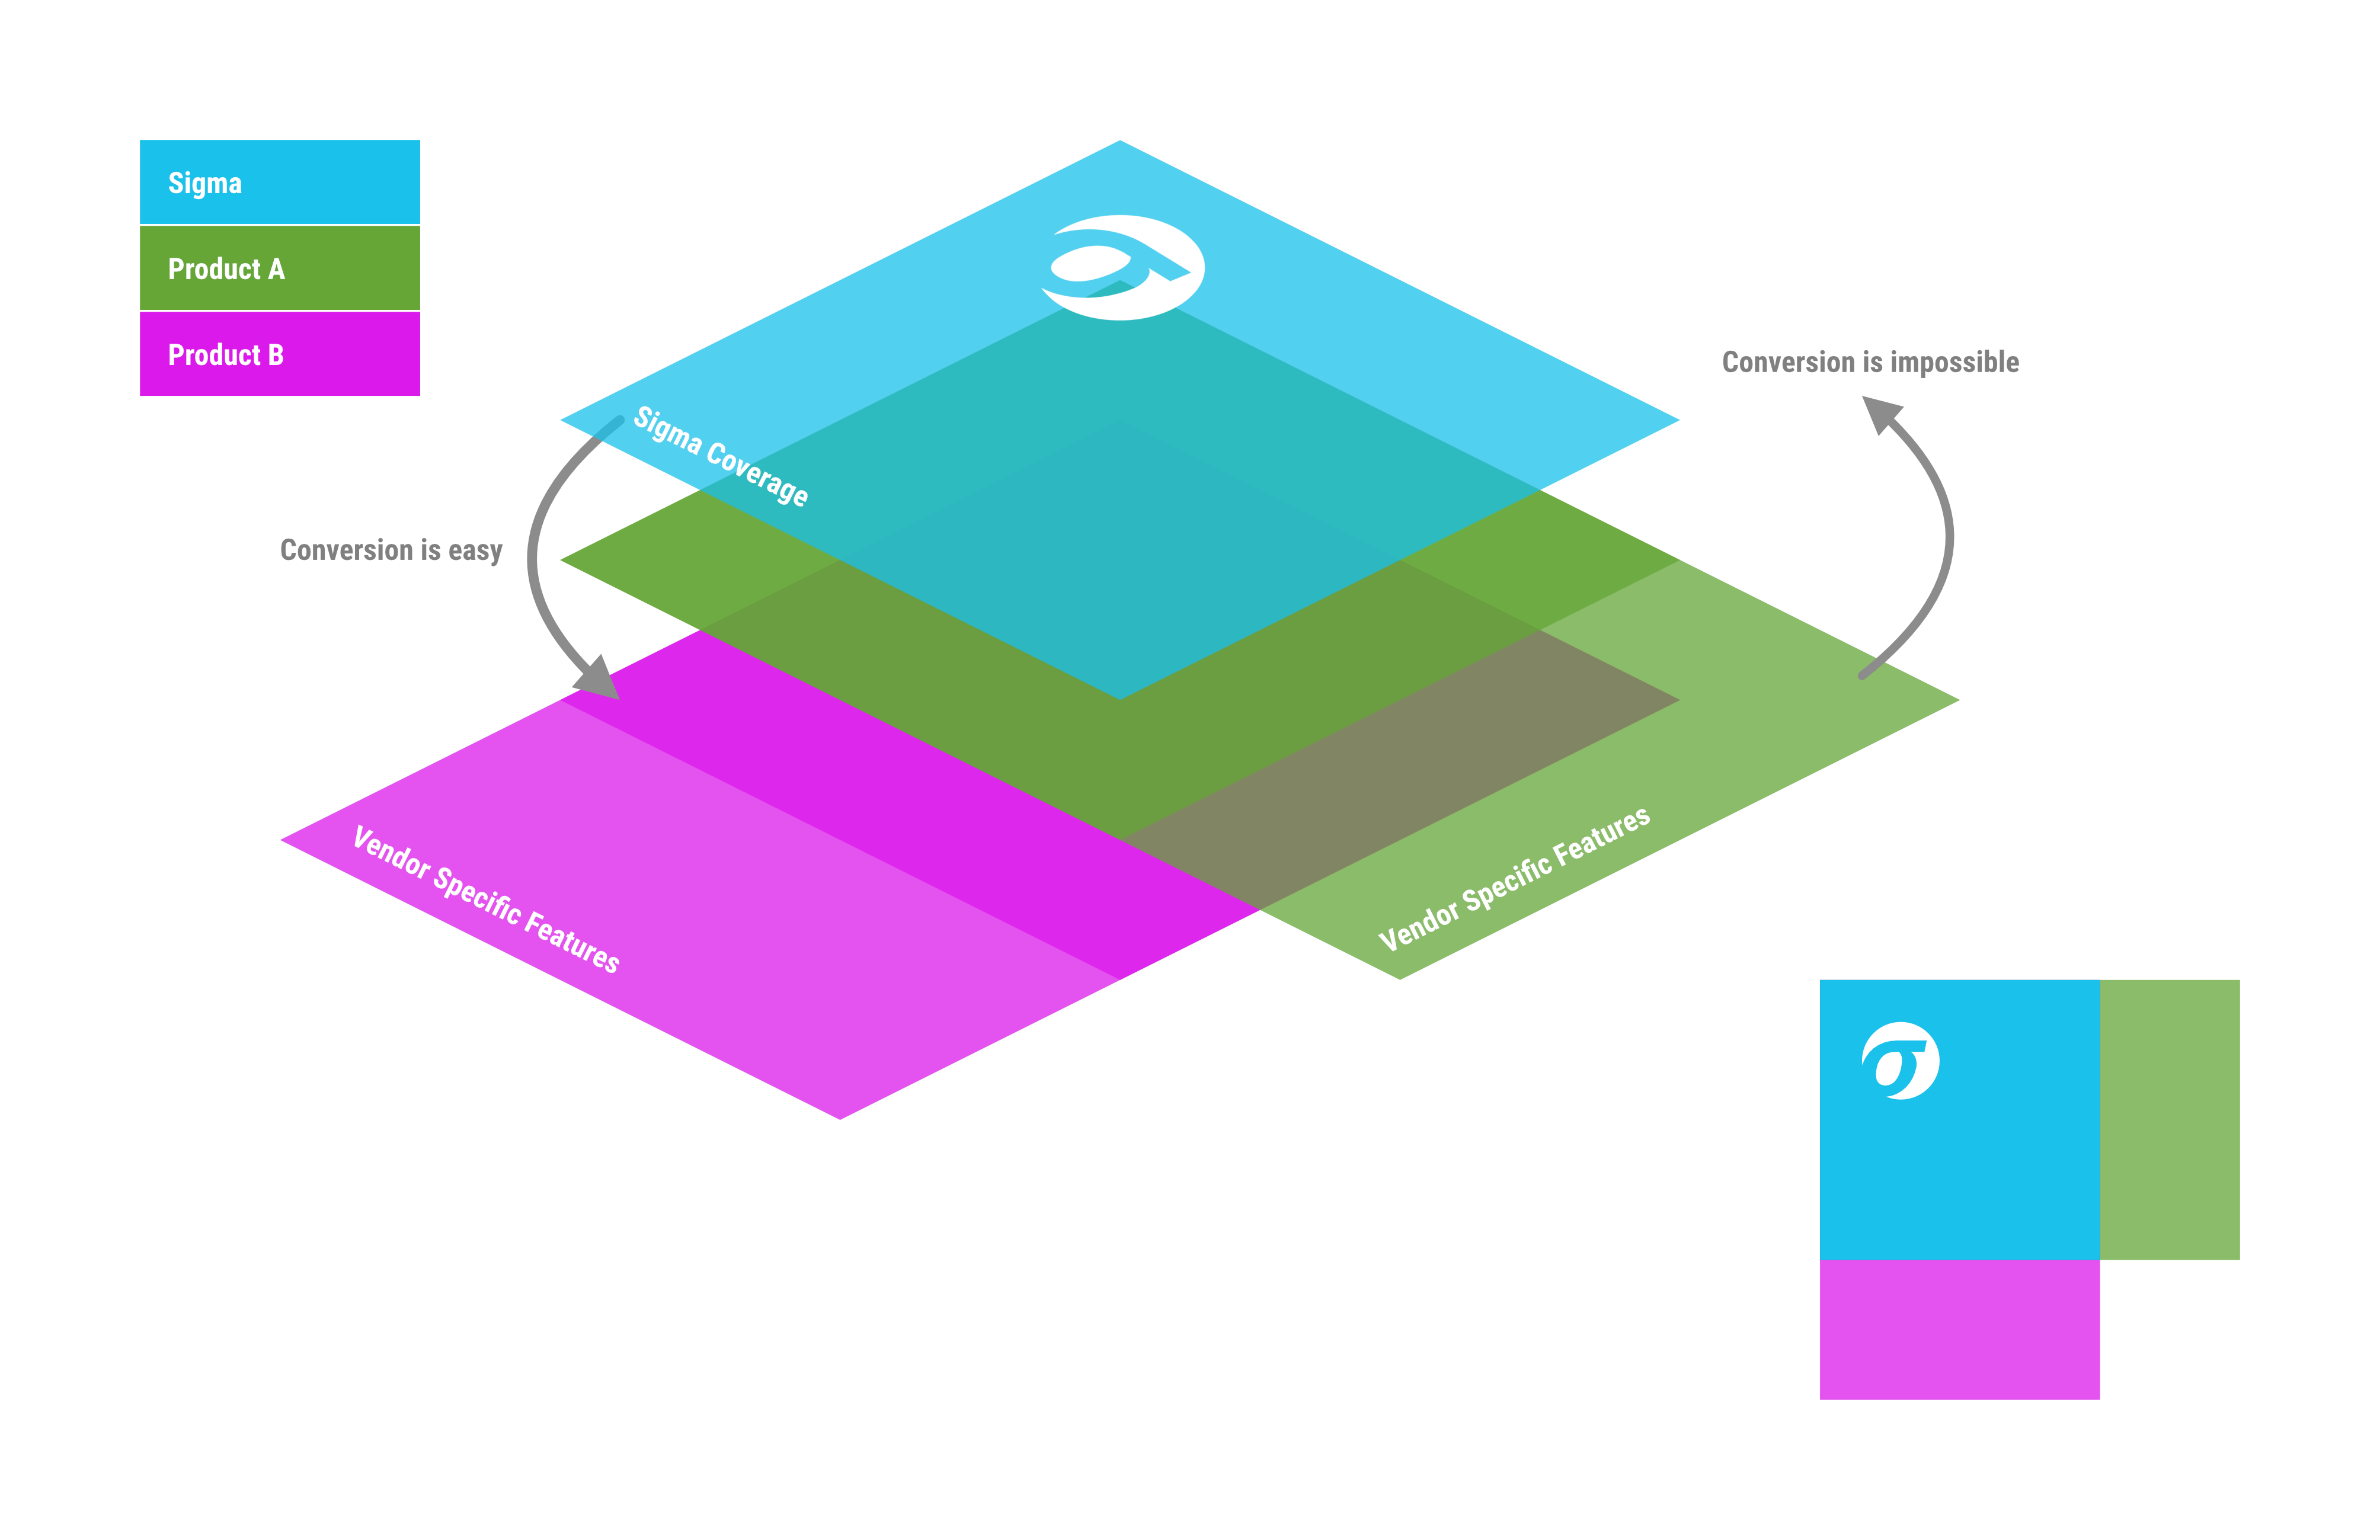 Sigma
Product A
Product B
Conversion is impossible
Sigma Coverage
Conversion is easy
Vendor Specific Features
Vendor Specific Features